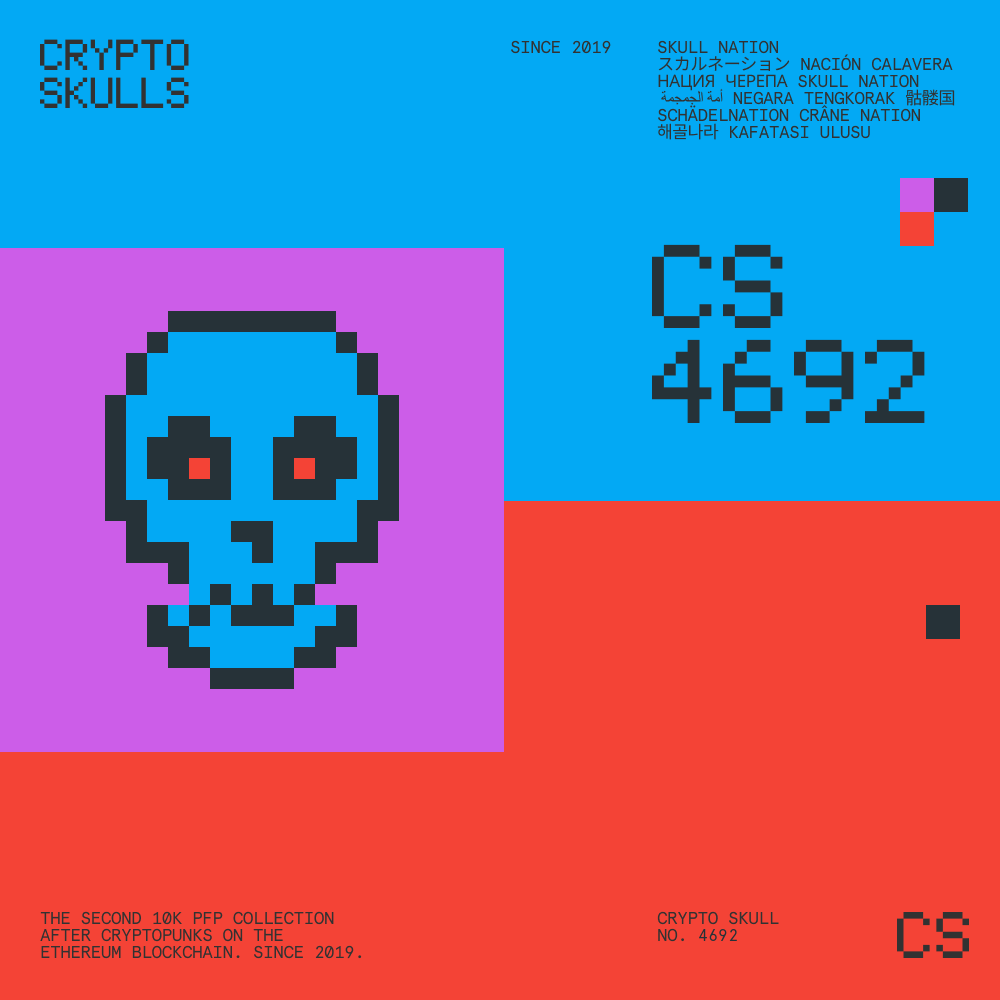 CRYPTO
SKULLS
SINCE 2019
SKULL NATION
スカルネーション NACIÓN CALAVERA
НАЦИЯ ЧЕРЕПА SKULL NATION
أمة الجمجمة NEGARA TENGKORAK 骷髅国
SCHÄDELNATION CRÂNE NATION
해골나라 KAFATASI ULUSU
CS
4692
THE SECOND 10K PFP COLLECTION
AFTER CRYPTOPUNKS ON THE
ETHEREUM BLOCKCHAIN. SINCE 2019.
CRYPTO SKULL
NO. 4692
CS